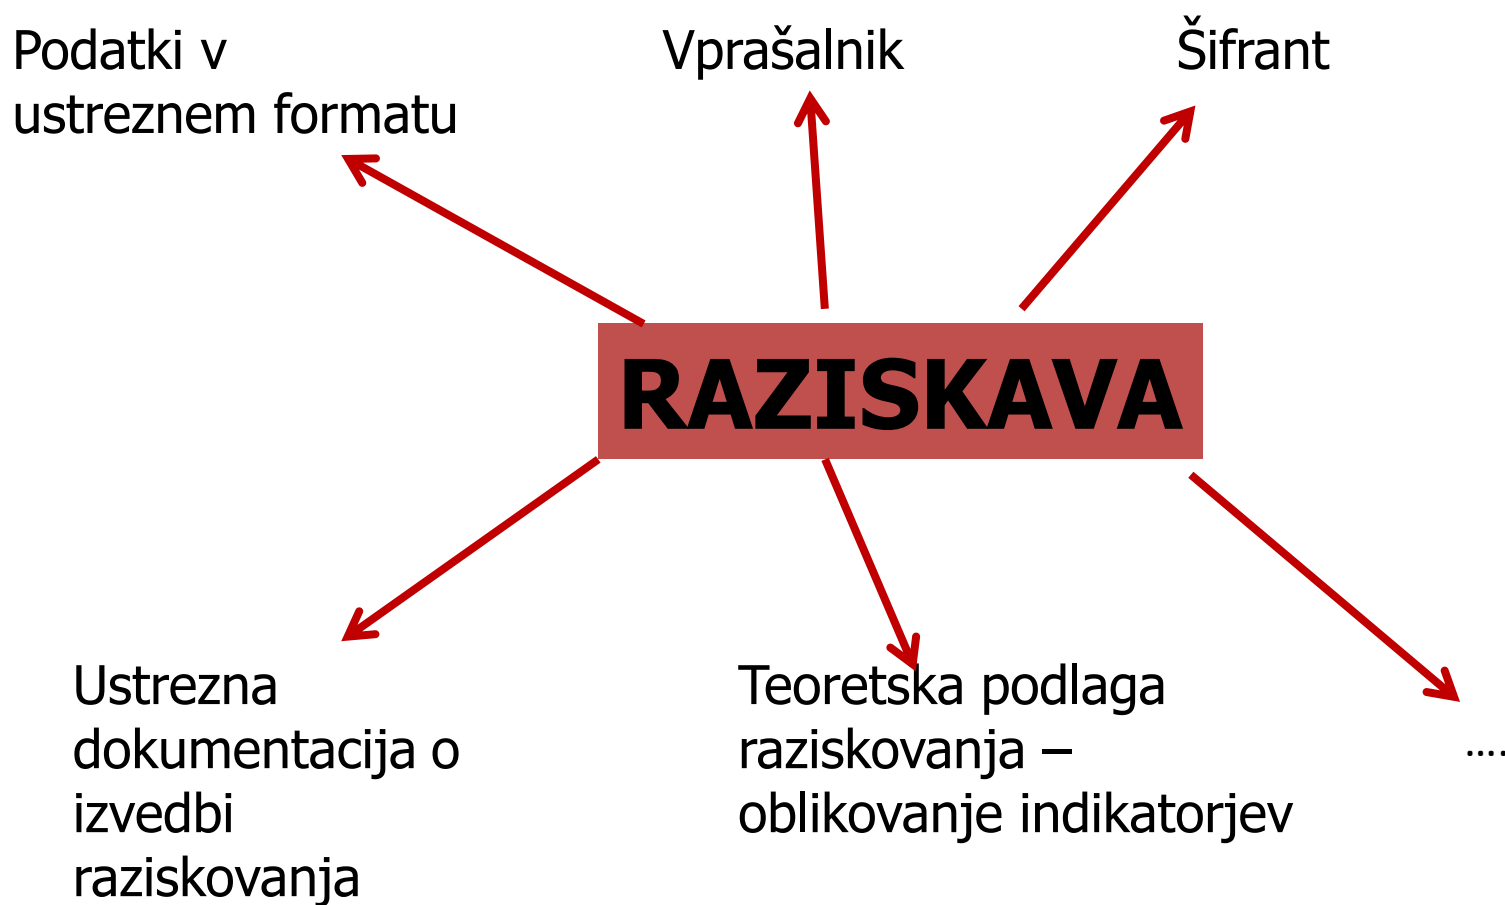 Podatki v
ustreznem formatu
Vprašalnik
Šifrant
RAZISKAVA
Ustrezna
dokumentacija o
izvedbi
raziskovanja
Teoretska podlaga
raziskovanja –
oblikovanje indikatorjev
....